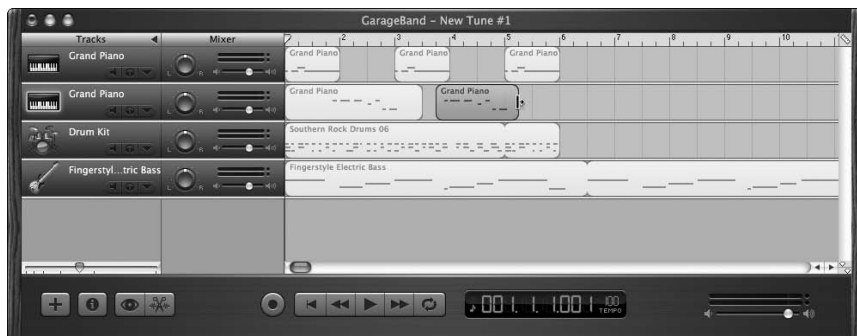 GarageBand – New Tune #1
Tracks Mixer 2 3 4 5 6 7 8 9 10
Grand Piano
L R
Grand Piano Grand Piano Grand Piano
Grand Piano
L R
Grand Piano Grand Piano
Drum Kit
L R
Southern Rock Drums 06
Fingerstyl...tric Bass
L R
Fingerstyle Electric Bass
001. 1. 1.001 100
TEMPO